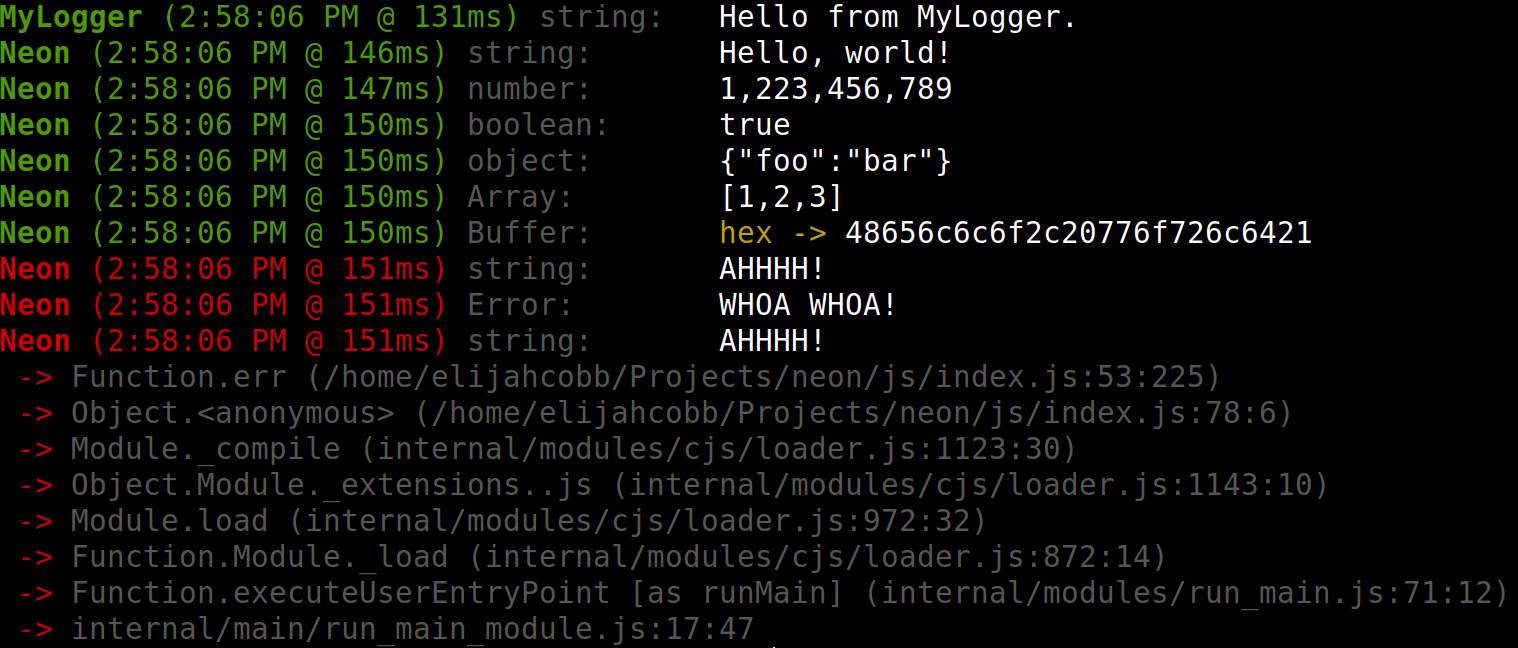 MyLogger (2:58:06 PM @ 131ms) string:   Hello from MyLogger.
Neon (2:58:06 PM @ 146ms) string:       Hello, world!
Neon (2:58:06 PM @ 147ms) number:       1,223,456,789
Neon (2:58:06 PM @ 150ms) boolean:      true
Neon (2:58:06 PM @ 150ms) object:       {"foo":"bar"}
Neon (2:58:06 PM @ 150ms) Array:        [1,2,3]
Neon (2:58:06 PM @ 150ms) Buffer:       hex -> 48656c6c6f2c20776f726c6421
Neon (2:58:06 PM @ 151ms) string:       AHHHH!
Neon (2:58:06 PM @ 151ms) Error:        WHOA WHOA!
Neon (2:58:06 PM @ 151ms) string:       AHHHH!
 -> Function.err (/home/elijahcobb/Projects/neon/js/index.js:53:225)
 -> Object.<anonymous> (/home/elijahcobb/Projects/neon/js/index.js:78:6)
 -> Module._compile (internal/modules/cjs/loader.js:1123:30)
 -> Object.Module._extensions..js (internal/modules/cjs/loader.js:1143:10)
 -> Module.load (internal/modules/cjs/loader.js:972:32)
 -> Function.Module._load (internal/modules/cjs/loader.js:872:14)
 -> Function.executeUserEntryPoint [as runMain] (internal/modules/run_main.js:71:12)
 -> internal/main/run_main_module.js:17:47